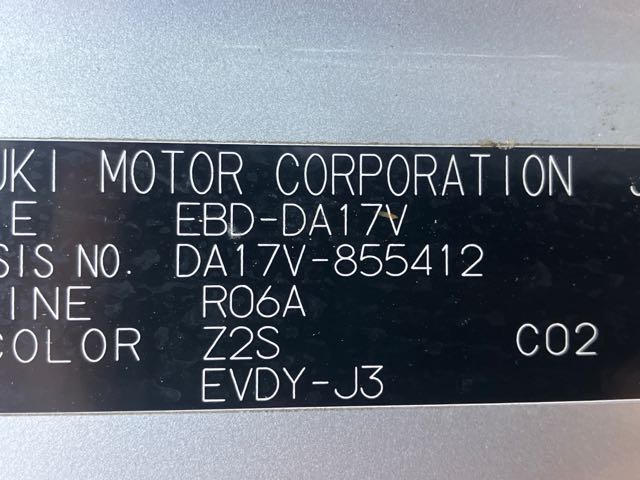 UKI MOTOR CORPORATION J
E EBD-DA17V
SIS NO. DA17V-855412
INE R06A
COLOR Z2S C02
EVDY-J3